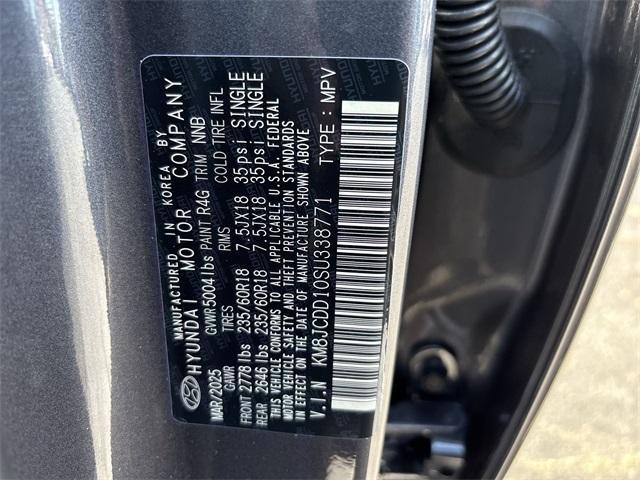 MANUFACTURED IN KOREA BY
HYUNDAI MOTOR COMPANY
MAR/2025 GVWR 5004 lbs PAINT R4G TRIM NNB
GAWR RIMS COLD TIRE INFL
FRONT 2778 lbs 235/60R18 7.5JX18 35psi SINGLE
REAR 2646 lbs 235/60R18 7.5JX18 35psi SINGLE
THIS VEHICLE CONFORMS TO ALL APPLICABLE U.S.A. FEDERAL
MOTOR VEHICLE SAFETY AND THEFT PREVENTION STANDARDS
IN EFFECT ON THE DATE OF MANUFACTURE SHOWN ABOVE
V.I.N KM8JCDD10SU338771 TYPE : MPV